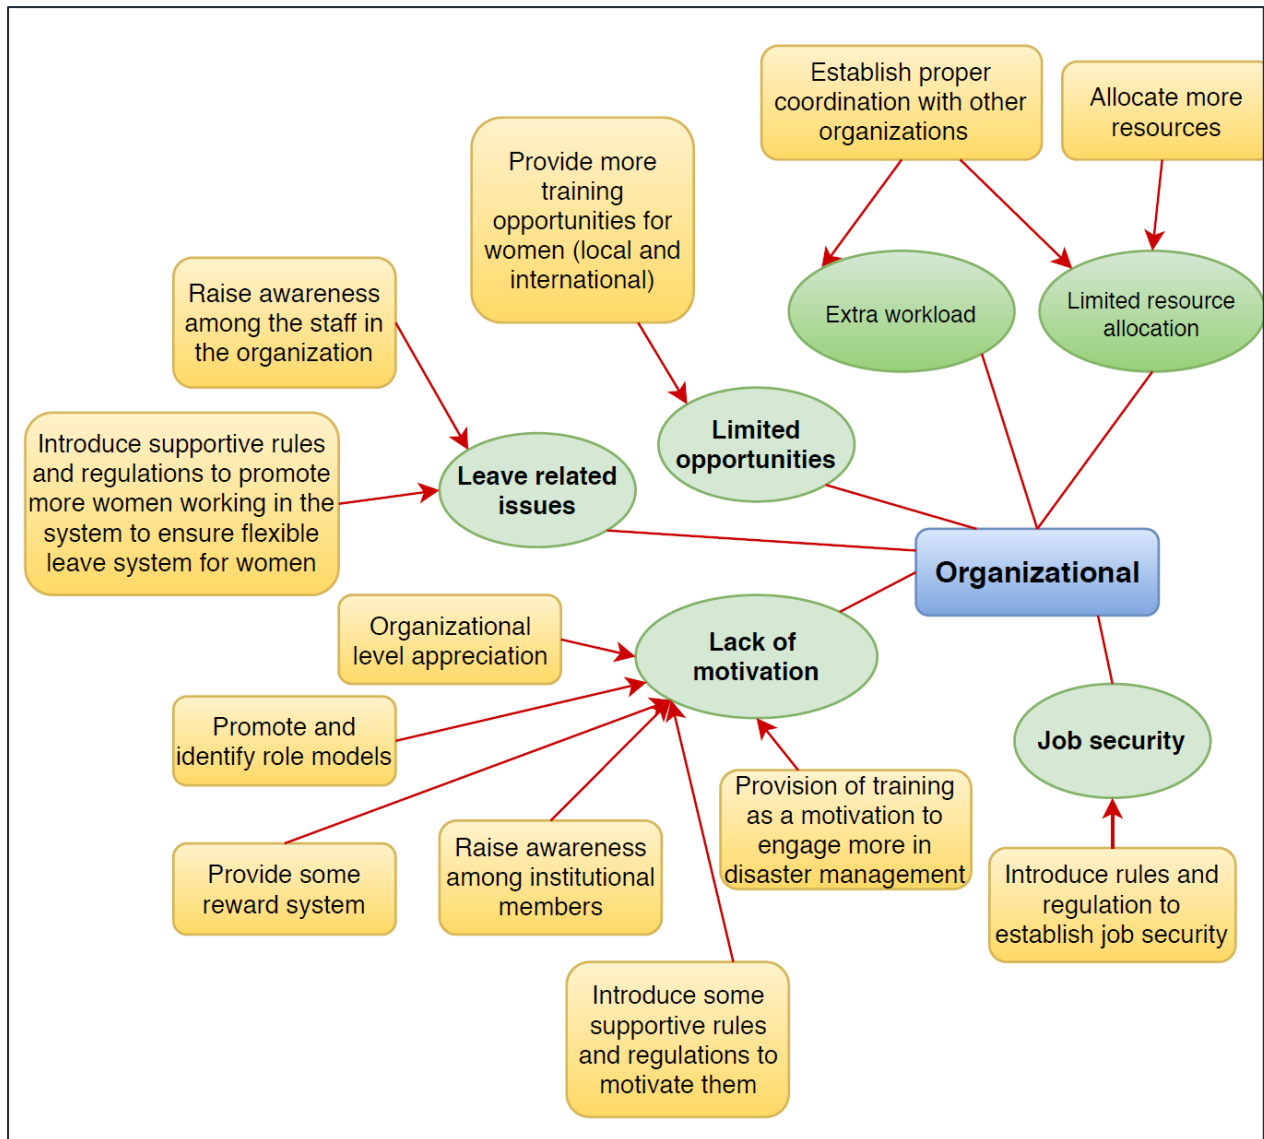 Establish proper
coordination with other
organizations
Allocate more
resources
Provide more
training
opportunities for
women (local and
international)
Raise awareness
among the staff in
the organization
Extra workload
Limited resource
allocation
Limited
opportunities
Introduce supportive rules
and regulations to promote
more women working in the
system to ensure flexible
leave system for women
Leave related
issues
Organizational
Organizational
level appreciation
Lack of
motivation
Promote and
identify role models
Job security
Provide some
reward system
Raise awareness
among institutional
members
Provision of training
as a motivation to
engage more in
disaster management
Introduce rules and
regulation to
establish job security
Introduce some
supportive rules
and regulations to
motivate them